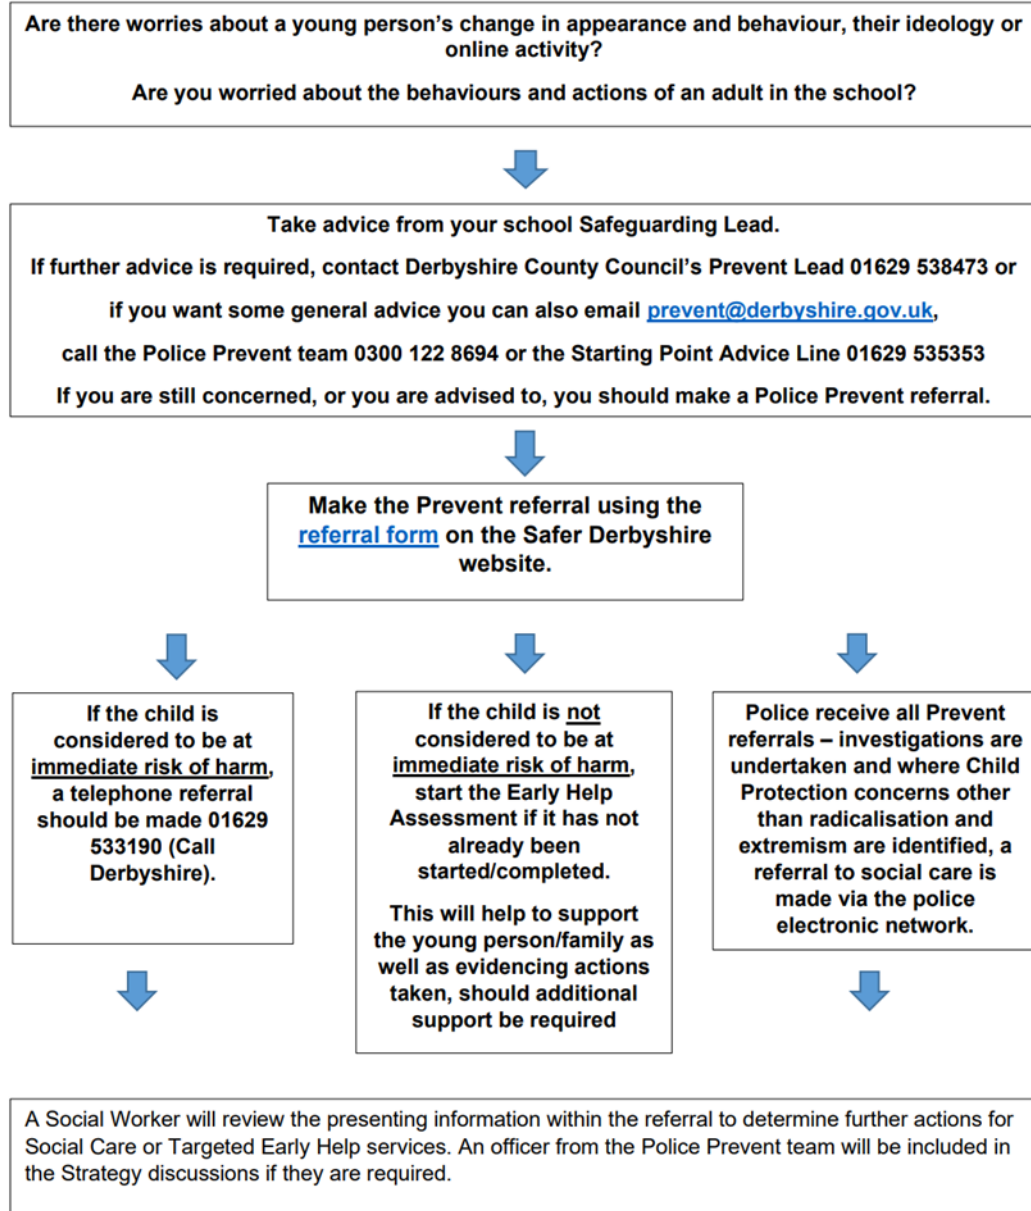 Are there worries about a young person's change in appearance and behaviour, their ideology or
online activity?
Are you worried about the behaviours and actions of an adult in the school?
Take advice from your school Safeguarding Lead.
If further advice is required, contact Derbyshire County Council's Prevent Lead 01629 538473 or
if you want some general advice you can also email prevent@derbyshire.gov.uk,
call the Police Prevent team 0300 122 8694 or the Starting Point Advice Line 01629 535353
If you are still concerned, or you are advised to, you should make a Police Prevent referral.
Make the Prevent referral using the
referral form on the Safer Derbyshire
website.
If the child is
considered to be at
immediate risk of harm,
a telephone referral
should be made 01629
533190 (Call
Derbyshire).
If the child is not
considered to be at
immediate risk of harm,
start the Early Help
Assessment if it has not
already been
started/completed.
This will help to support
the young person/family as
well as evidencing actions
taken, should additional
support be required
Police receive all Prevent
referrals – investigations are
undertaken and where Child
Protection concerns other
than radicalisation and
extremism are identified, a
referral to social care is
made via the police
electronic network.
A Social Worker will review the presenting information within the referral to determine further actions for
Social Care or Targeted Early Help services. An officer from the Police Prevent team will be included in
the Strategy discussions if they are required.